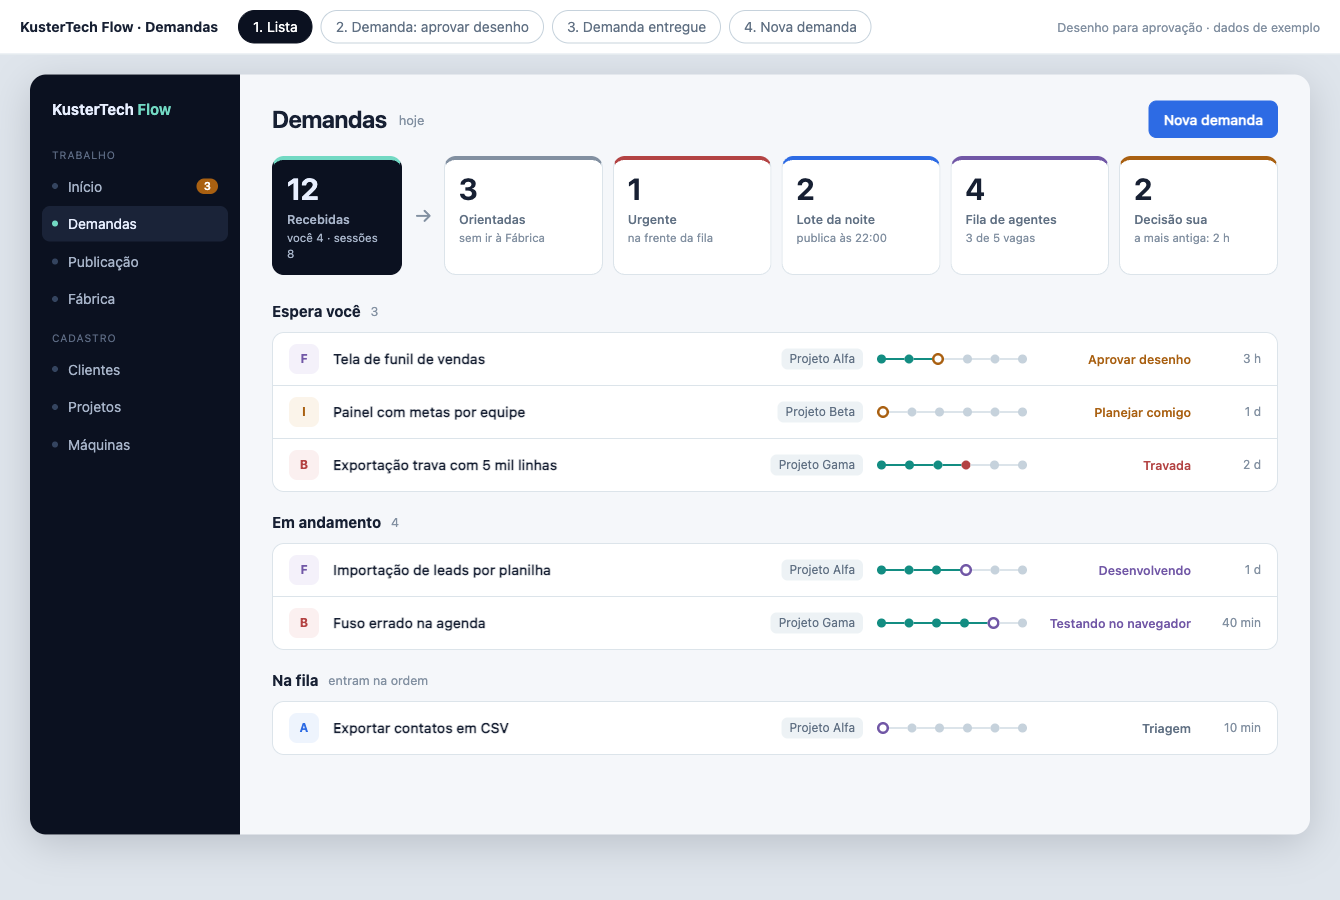 KusterTech Flow · Demandas
1. Lista
2. Demanda: aprovar desenho
3. Demanda entregue
4. Nova demanda
Desenho para aprovação · dados de exemplo
KusterTech Flow
TRABALHO
Início
3
Demandas
Publicação
Fábrica
CADASTRO
Clientes
Projetos
Máquinas
Demandas
hoje
Nova demanda
12
Recebidas
você 4 · sessões
8
→
3
Orientadas
sem ir à Fábrica
1
Urgente
na frente da fila
2
Lote da noite
publica às 22:00
4
Fila de agentes
3 de 5 vagas
2
Decisão sua
a mais antiga: 2 h
Espera você 3
F Tela de funil de vendas Projeto Alfa Aprovar desenho 3 h
I Painel com metas por equipe Projeto Beta Planejar comigo 1 d
B Exportação trava com 5 mil linhas Projeto Gama Travada 2 d
Em andamento 4
F Importação de leads por planilha Projeto Alfa Desenvolvendo 1 d
B Fuso errado na agenda Projeto Gama Testando no navegador 40 min
Na fila entram na ordem
A Exportar contatos em CSV Projeto Alfa Triagem 10 min